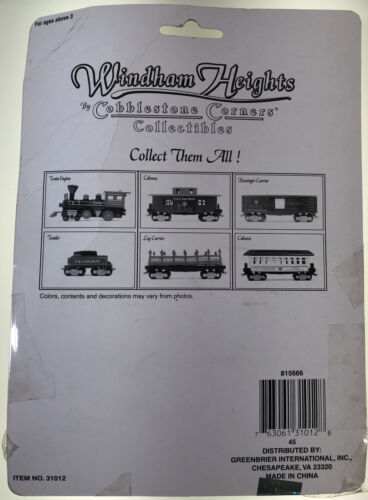 For ages above 3
Windham Heights
By Cobblestone Corners®
Collectibles
Collect Them All !
Train Engine
Caboose
Passenger Carrier
Tender
Log Carrier
Caboose
Colors, contents and decorations may vary from photos.
815666
7 63061 31012 8
45
DISTRIBUTED BY:
GREENBRIER INTERNATIONAL, INC.,
CHESAPEAKE, VA 23320
MADE IN CHINA
ITEM NO. 31012